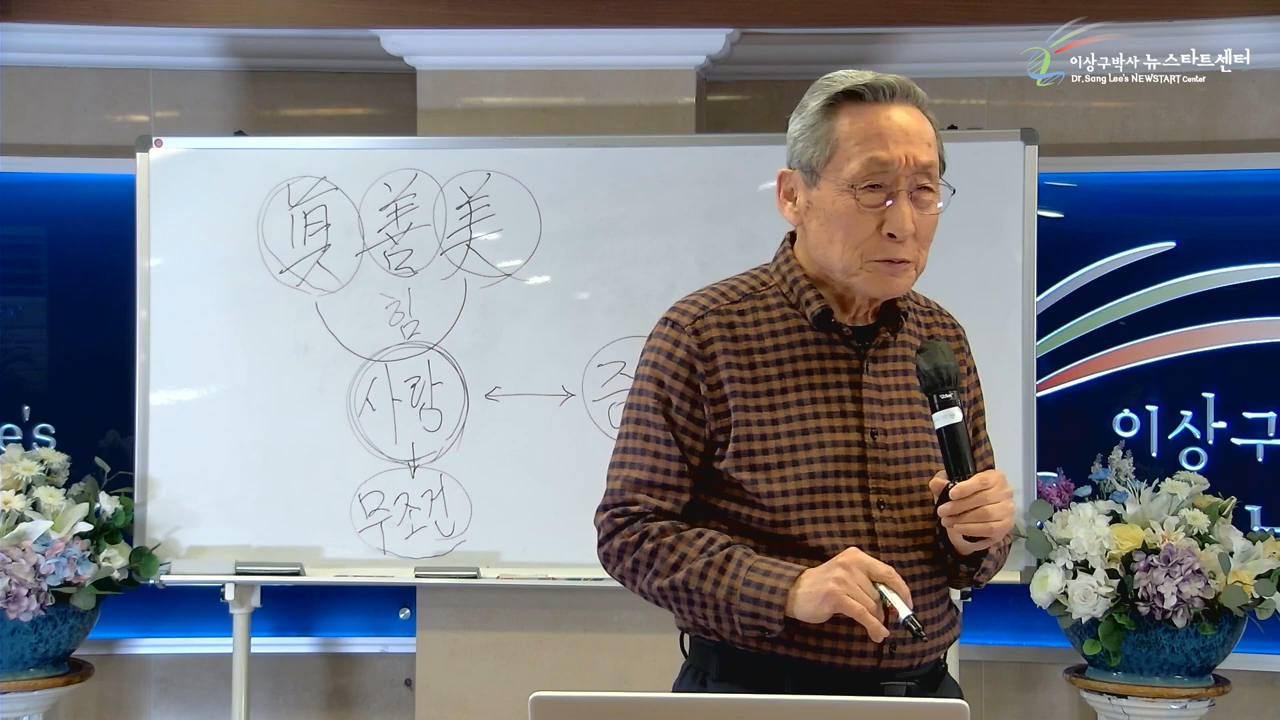 이상구박사 뉴스타트센터
Dr. Sang Lee's NEWSTART Center
眞 善 美
힘
사랑
무조건
ee's
이상구